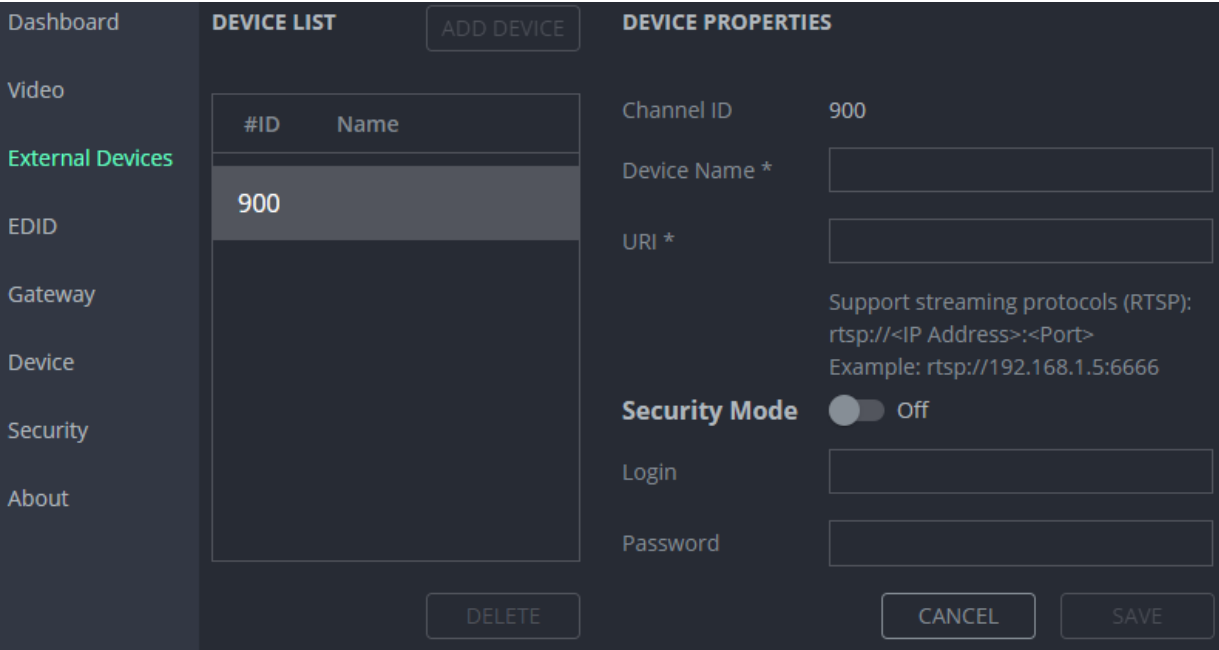 Dashboard
Video
External Devices
EDID
Gateway
Device
Security
About
DEVICE LIST
ADD DEVICE
#ID Name
900
DELETE
DEVICE PROPERTIES
Channel ID 900
Device Name *
URI *
Support streaming protocols (RTSP):
rtsp://<IP Address>:<Port>
Example: rtsp://192.168.1.5:6666
Security Mode Off
Login
Password
CANCEL SAVE